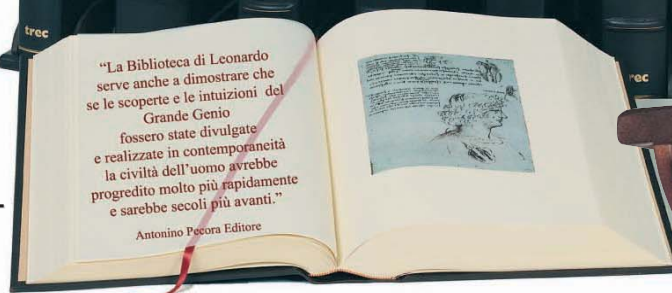 trec
rec
“La Biblioteca di Leonardo
serve anche a dimostrare che
se le scoperte e le intuizioni del
Grande Genio
fossero state divulgate
e realizzate in contemporaneità
la civiltà dell’uomo avrebbe
progredito molto più rapidamente
e sarebbe secoli più avanti.”
Antonino Pecora Editore